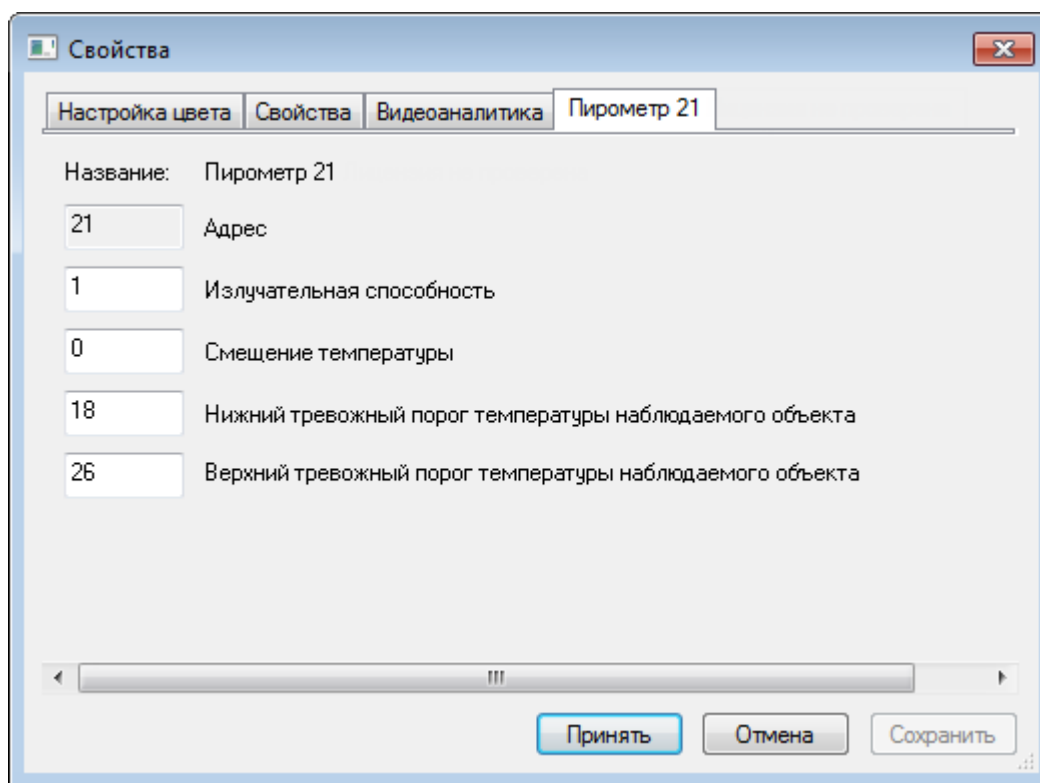 Свойства
Настройка цвета Свойства Видеоаналитика Пирометр 21
Название: Пирометр 21
21 Адрес
1 Излучательная способность
0 Смещение температуры
18 Нижний тревожный порог температуры наблюдаемого объекта
26 Верхний тревожный порог температуры наблюдаемого объекта
Принять Отмена Сохранить